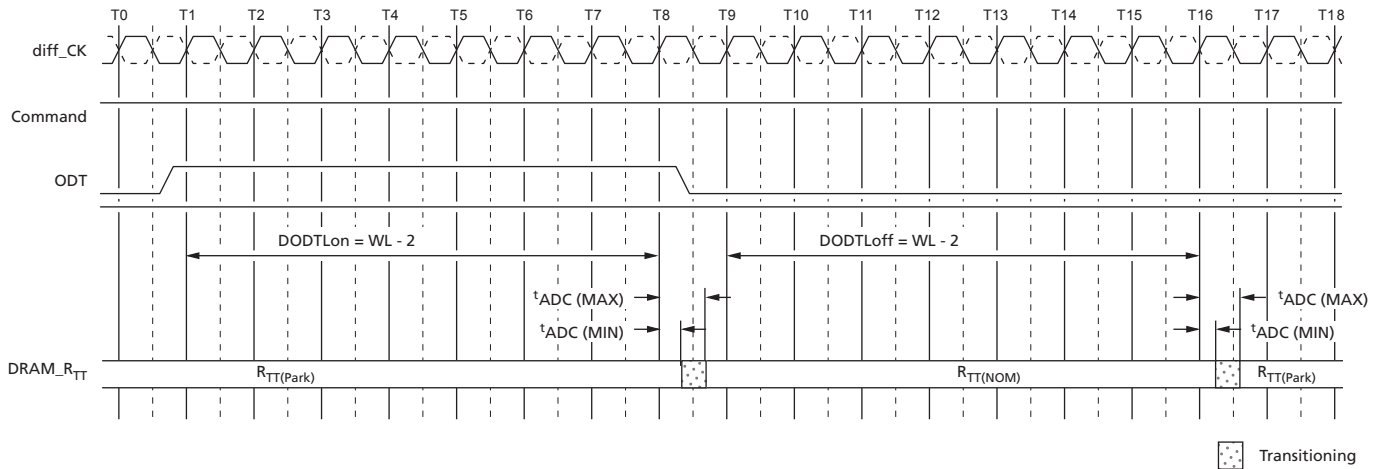 T0 T1 T2 T3 T4 T5 T6 T7 T8 T9 T10 T11 T12 T13 T14 T15 T16 T17 T18
diff_CK
Command
ODT
DODTLon = WL - 2 DODTLoff = WL - 2
tADC (MAX) tADC (MAX)
tADC (MIN) tADC (MIN)
DRAM_RTT RTT(Park) RTT(NOM) RTT(Park)
Transitioning